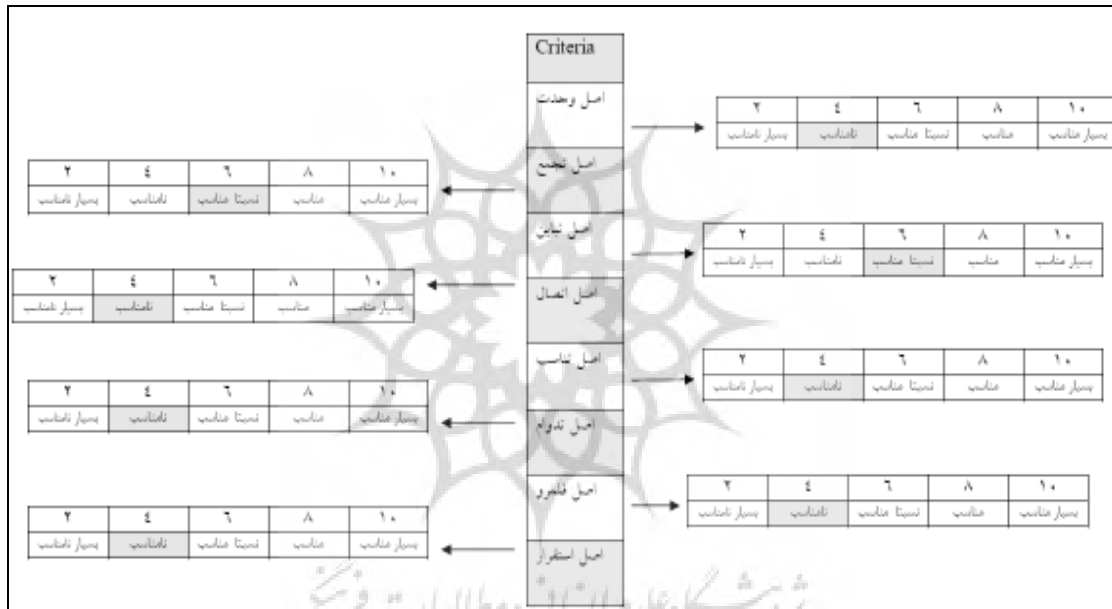 Criteria
اصل وحدت
۲ ٤ ٦ ۸ ۱۰
بسیار نامناسب نامناسب نسبتا مناسب مناسب بسیار مناسب
اصل تجمع
۲ ٤ ٦ ۸ ۱۰
بسیار نامناسب نامناسب نسبتا مناسب مناسب بسیار مناسب
اصل تباین
۲ ٤ ٦ ۸ ۱۰
بسیار نامناسب نامناسب نسبتا مناسب مناسب بسیار مناسب
اصل اتصال
۲ ٤ ٦ ۸ ۱۰
بسیار نامناسب نامناسب نسبتا مناسب مناسب بسیار مناسب
اصل تناسب
۲ ٤ ٦ ۸ ۱۰
بسیار نامناسب نامناسب نسبتا مناسب مناسب بسیار مناسب
اصل تداوم
۲ ٤ ٦ ۸ ۱۰
بسیار نامناسب نامناسب نسبتا مناسب مناسب بسیار مناسب
اصل قلمرو
۲ ٤ ٦ ۸ ۱۰
بسیار نامناسب نامناسب نسبتا مناسب مناسب بسیار مناسب
اصل استقرار
۲ ٤ ٦ ۸ ۱۰
بسیار نامناسب نامناسب نسبتا مناسب مناسب بسیار مناسب